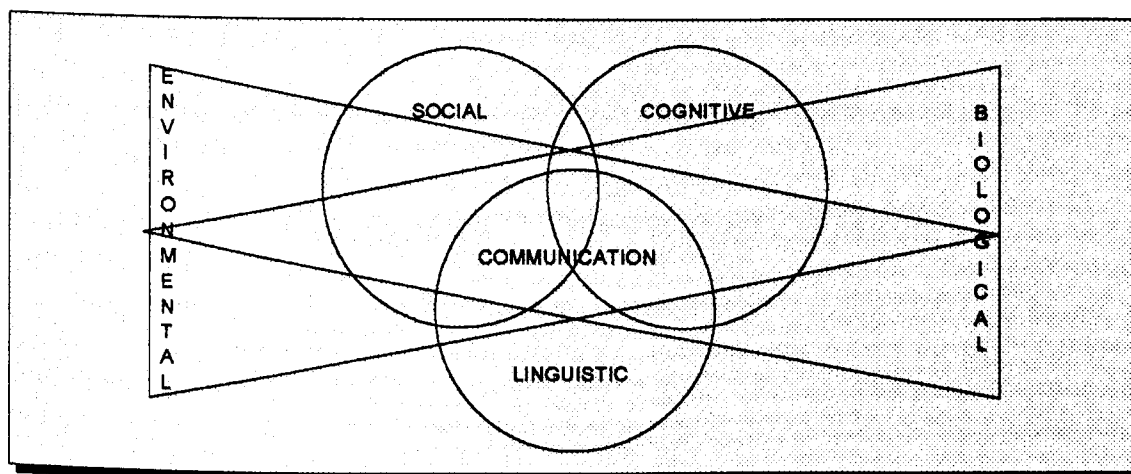 ENVIRONMENTAL
SOCIAL
COGNITIVE
BIOLOGICAL
COMMUNICATION
LINGUISTIC